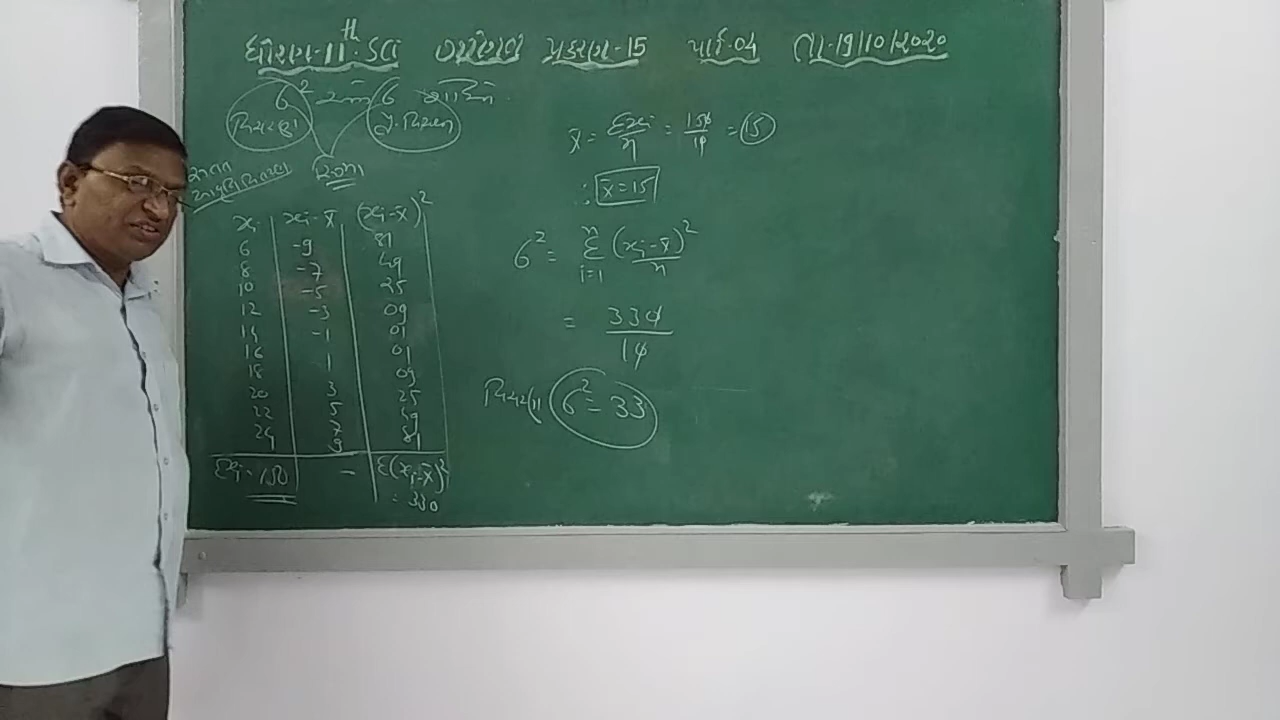 ધોરણ-11th.SCI ગણિત પ્રકરણ-15 પાર્ટ-04 તા.19/10/2020
σ² અને σ શોધો.
વિચરણ પ્ર.વિચલન
x̄ = Σxi/n = 150/10 = 15
∴ x̄ = 15
xi | xi-x̄ | (xi-x̄)²
6 | -9 | 81
8 | -7 | 49
10 | -5 | 25
12 | -3 | 09
14 | -1 | 01
16 | 1 | 01
18 | 3 | 09
20 | 5 | 25
22 | 7 | 49
24 | 9 | 81
Σxi = 150 | - | Σ(xi-x̄)² = 330
σ² = Σ i=1 n (xi-x̄)²/n
= 330/10
વિચરણ σ² = 33